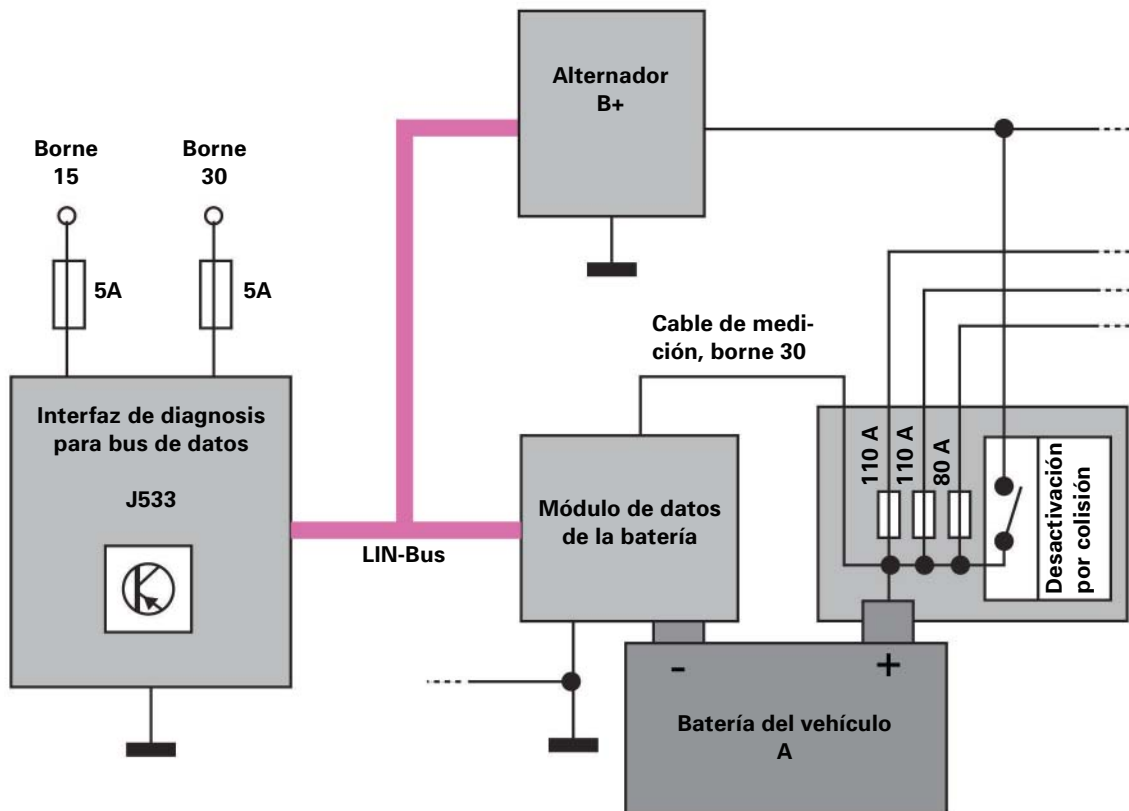 Alternador
B+
Borne
15
Borne
30
5A
5A
Cable de medi-
ción, borne 30
Interfaz de diagnosis
para bus de datos
J533
110 A
110 A
80 A
Desactivación
por colisión
Módulo de datos
de la batería
LIN-Bus
-
+
Batería del vehículo
A